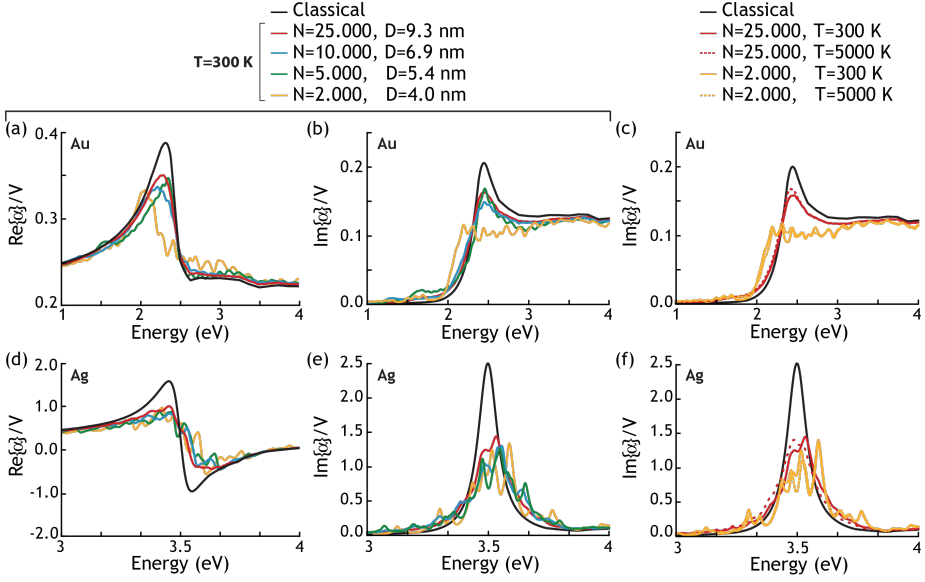 Classical
N=25.000, D=9.3 nm
N=10.000, D=6.9 nm
T=300 K
N=5.000, D=5.4 nm
N=2.000, D=4.0 nm
Classical
N=25.000, T=300 K
N=25.000, T=5000 K
N=2.000, T=300 K
N=2.000, T=5000 K
(a)
Au
Re{α}/V
0.4
0.3
0.2
1
2
3
4
Energy (eV)
(b)
Au
Im{α}/V
0.2
0.1
0.0
1
2
3
4
Energy (eV)
(c)
Au
Im{α}/V
0.2
0.1
0.0
1
2
3
4
Energy (eV)
(d)
Ag
Re{α}/V
2.0
1.0
0.0
-1.0
-2.0
3
3.5
4
Energy (eV)
(e)
Ag
Im{α}/V
2.5
2.0
1.5
1.0
0.5
0.0
3
3.5
4
Energy (eV)
(f)
Ag
Im{α}/V
2.5
2.0
1.5
1.0
0.5
0.0
3
3.5
4
Energy (eV)